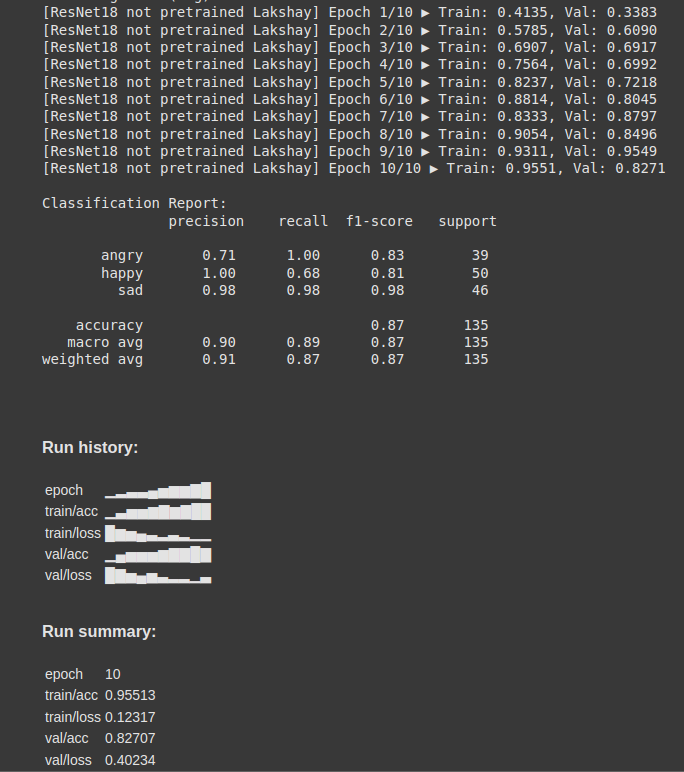 [ResNet18 not pretrained Lakshay] Epoch 1/10 ▶ Train: 0.4135, Val: 0.3383
[ResNet18 not pretrained Lakshay] Epoch 2/10 ▶ Train: 0.5785, Val: 0.6090
[ResNet18 not pretrained Lakshay] Epoch 3/10 ▶ Train: 0.6907, Val: 0.6917
[ResNet18 not pretrained Lakshay] Epoch 4/10 ▶ Train: 0.7564, Val: 0.6992
[ResNet18 not pretrained Lakshay] Epoch 5/10 ▶ Train: 0.8237, Val: 0.7218
[ResNet18 not pretrained Lakshay] Epoch 6/10 ▶ Train: 0.8814, Val: 0.8045
[ResNet18 not pretrained Lakshay] Epoch 7/10 ▶ Train: 0.8333, Val: 0.8797
[ResNet18 not pretrained Lakshay] Epoch 8/10 ▶ Train: 0.9054, Val: 0.8496
[ResNet18 not pretrained Lakshay] Epoch 9/10 ▶ Train: 0.9311, Val: 0.9549
[ResNet18 not pretrained Lakshay] Epoch 10/10 ▶ Train: 0.9551, Val: 0.8271
Classification Report:
precision recall f1-score support
angry 0.71 1.00 0.83 39
happy 1.00 0.68 0.81 50
sad 0.98 0.98 0.98 46
accuracy 0.87 135
macro avg 0.90 0.89 0.87 135
weighted avg 0.91 0.87 0.87 135
Run history:
epoch
train/acc
train/loss
val/acc
val/loss
Run summary:
epoch 10
train/acc 0.95513
train/loss 0.12317
val/acc 0.82707
val/loss 0.40234